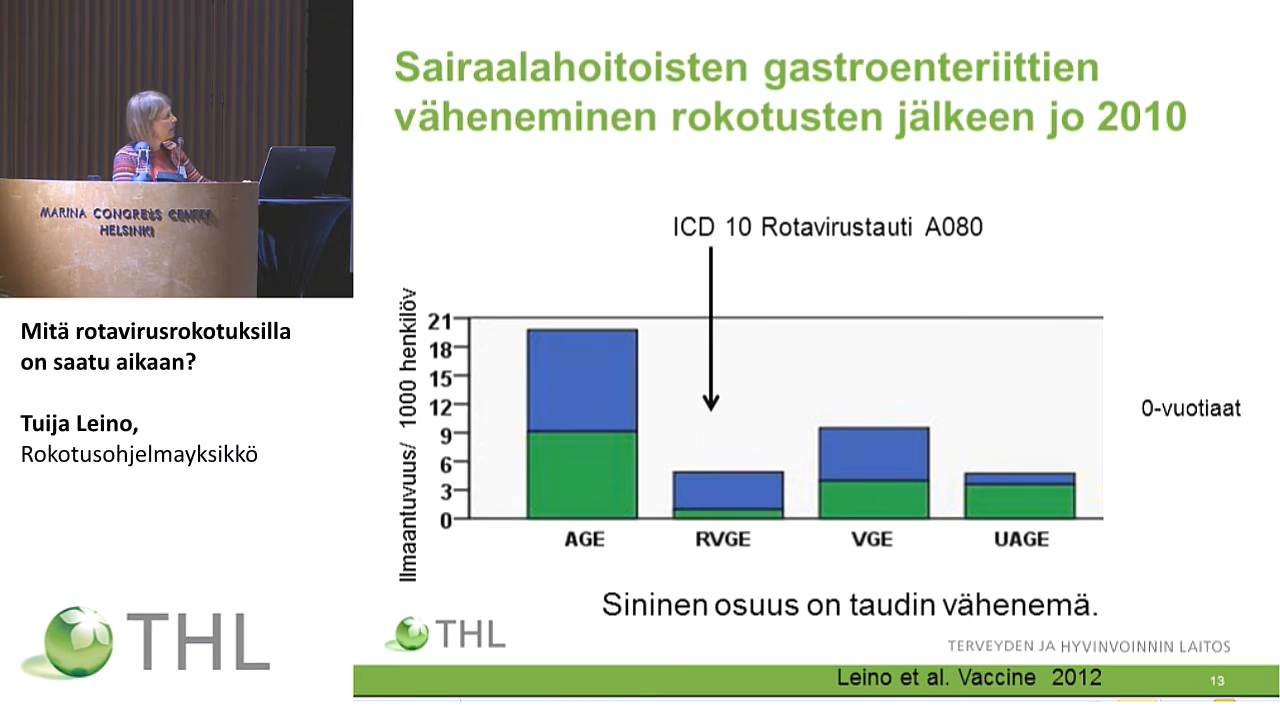 MARINA CONGRESS CENTER
HELSINKI
Mitä rotavirusrokotuksilla
on saatu aikaan?
Tuija Leino,
Rokotusohjelmayksikkö
THL
Sairaalahoitoisten gastroenteriittien
väheneminen rokotusten jälkeen jo 2010
ICD 10 Rotavirustauti A080
Ilmaantuvuus/ 1000 henkilöv
21
18
15
12
9
6
3
0
AGE RVGE VGE UAGE
0-vuotiaat
Sininen osuus on taudin vähenemä.
THL
TERVEYDEN JA HYVINVOINNIN LAITOS
Leino et al. Vaccine 2012
13